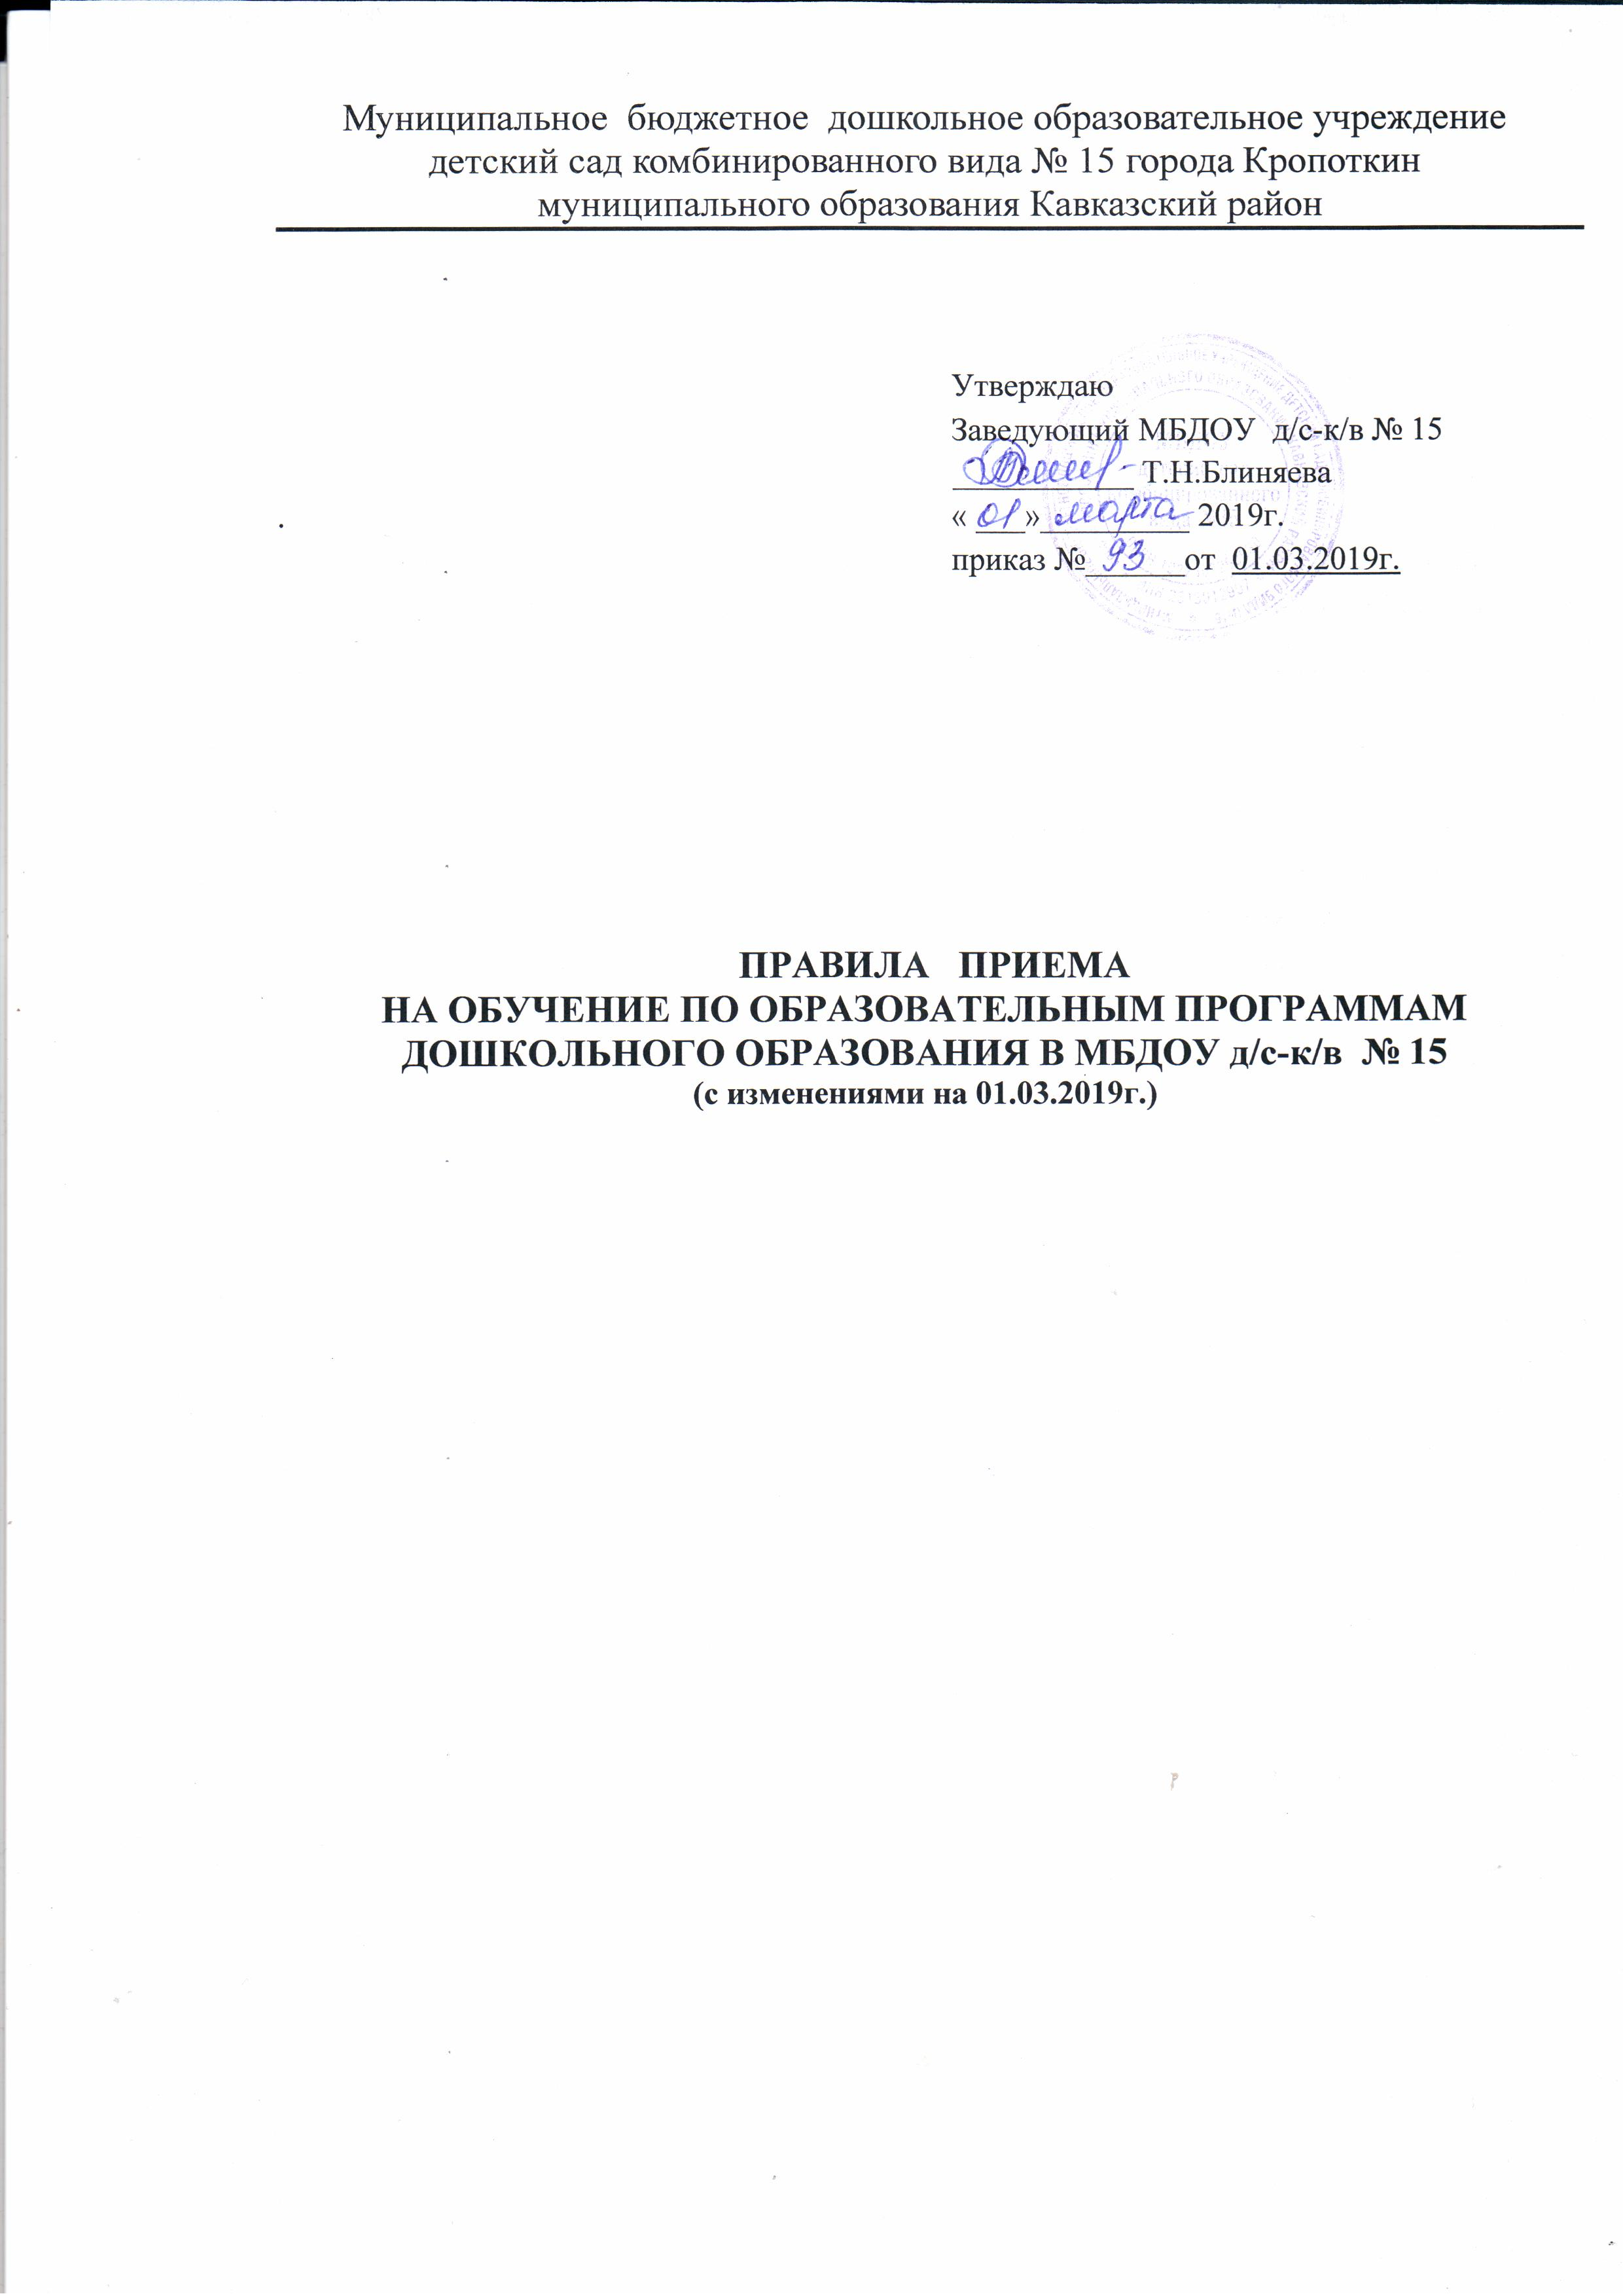 Муниципальное бюджетное дошкольное образовательное учреждение
детский сад комбинированного вида № 15 города Кропоткин
муниципального образования Кавказский район
Утверждаю
Заведующий МБДОУ д/с-к/в № 15
Т.Н.Блиняева
« 01 » марта 2019г.
приказ № 93 от 01.03.2019г.
ПРАВИЛА ПРИЕМА
НА ОБУЧЕНИЕ ПО ОБРАЗОВАТЕЛЬНЫМ ПРОГРАММАМ
ДОШКОЛЬНОГО ОБРАЗОВАНИЯ В МБДОУ д/с-к/в № 15
(с изменениями на 01.03.2019г.)